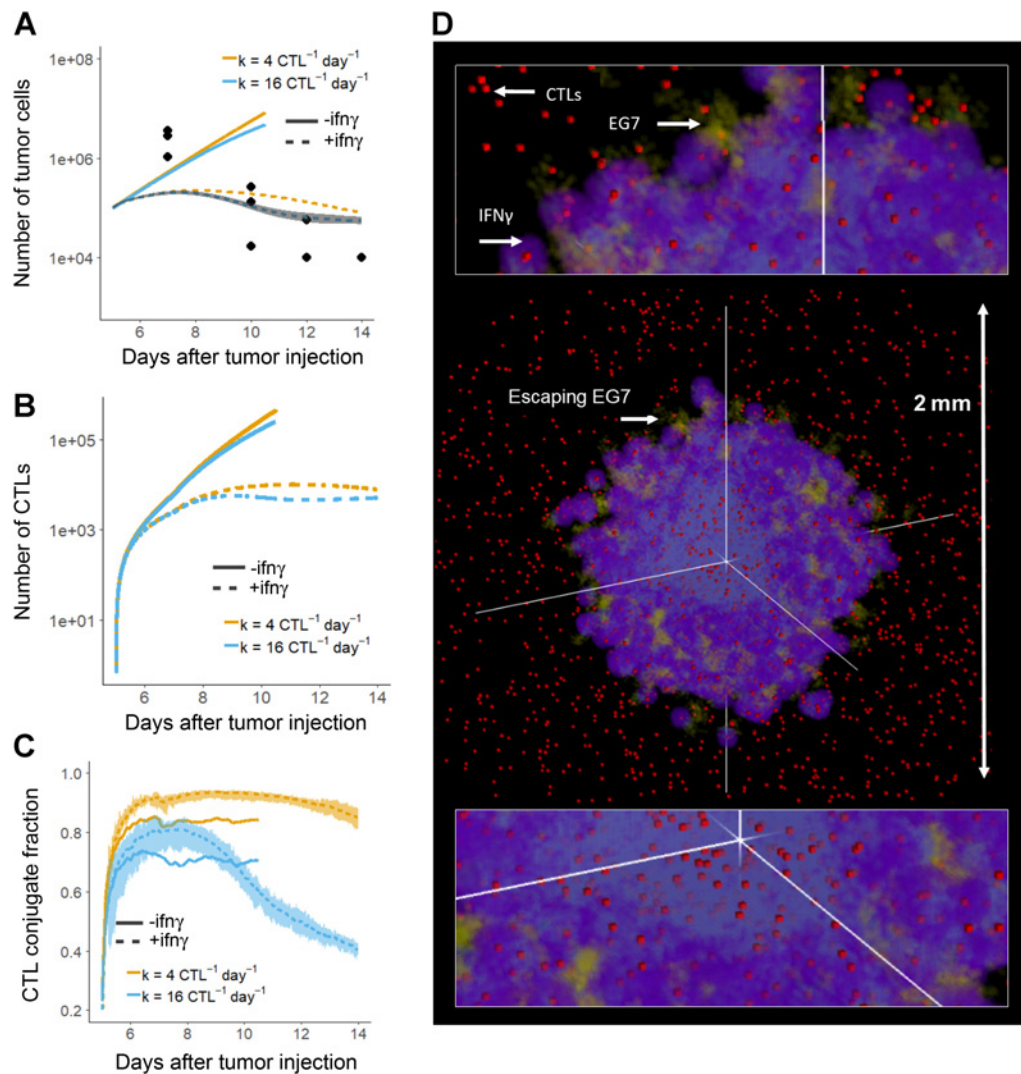 A
Number of tumor cells
1e+08
1e+06
1e+04
k = 4 CTL⁻¹ day⁻¹
k = 16 CTL⁻¹ day⁻¹
-ifnγ
+ifnγ
6 8 10 12 14
Days after tumor injection
B
Number of CTLs
1e+05
1e+03
1e+01
-ifnγ
+ifnγ
k = 4 CTL⁻¹ day⁻¹
k = 16 CTL⁻¹ day⁻¹
6 8 10 12 14
Days after tumor injection
C
CTL conjugate fraction
1.0
0.8
0.6
0.4
0.2
-ifnγ
+ifnγ
k = 4 CTL⁻¹ day⁻¹
k = 16 CTL⁻¹ day⁻¹
6 8 10 12 14
Days after tumor injection
D
CTLs
EG7
IFNγ
Escaping EG7
2 mm